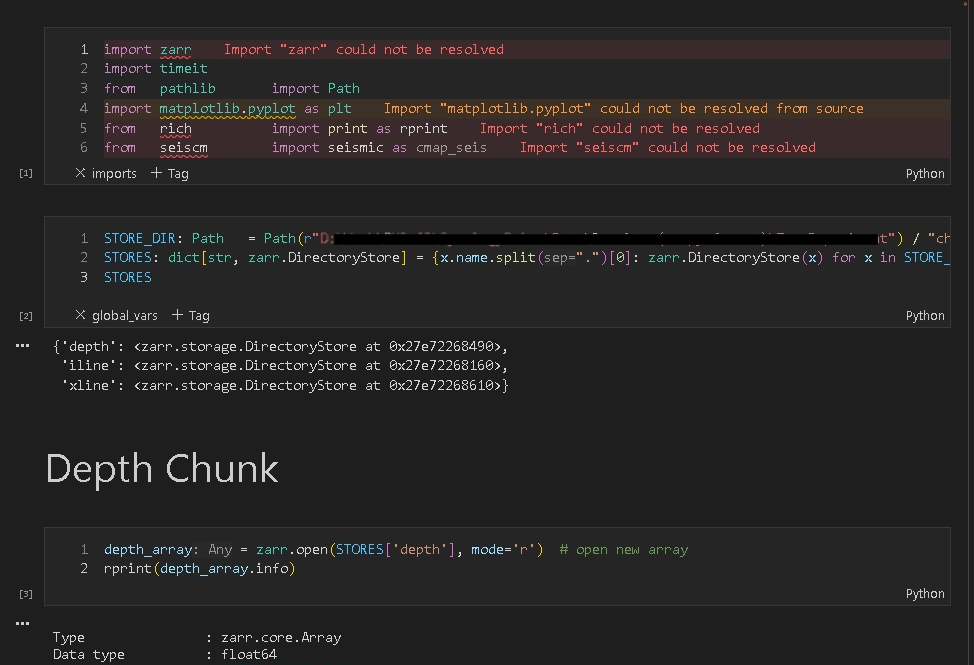 1 import zarr Import "zarr" could not be resolved
2 import timeit
3 from pathlib import Path
4 import matplotlib.pyplot as plt Import "matplotlib.pyplot" could not be resolved from source
5 from rich import print as rprint Import "rich" could not be resolved
6 from seiscm import seismic as cmap_seis Import "seiscm" could not be resolved
[1] imports + Tag Python
1 STORE_DIR: Path = Path(r"D: t") / "ch
2 STORES: dict[str, zarr.DirectoryStore] = {x.name.split(sep=".")[0]: zarr.DirectoryStore(x) for x in STORE_
3 STORES
[2] global_vars + Tag Python
... {'depth': <zarr.storage.DirectoryStore at 0x27e72268490>,
'iline': <zarr.storage.DirectoryStore at 0x27e72268160>,
'xline': <zarr.storage.DirectoryStore at 0x27e72268610>}
Depth Chunk
1 depth_array: Any = zarr.open(STORES['depth'], mode='r') # open new array
2 rprint(depth_array.info)
[3] Python
...
Type : zarr.core.Array
Data type : float64